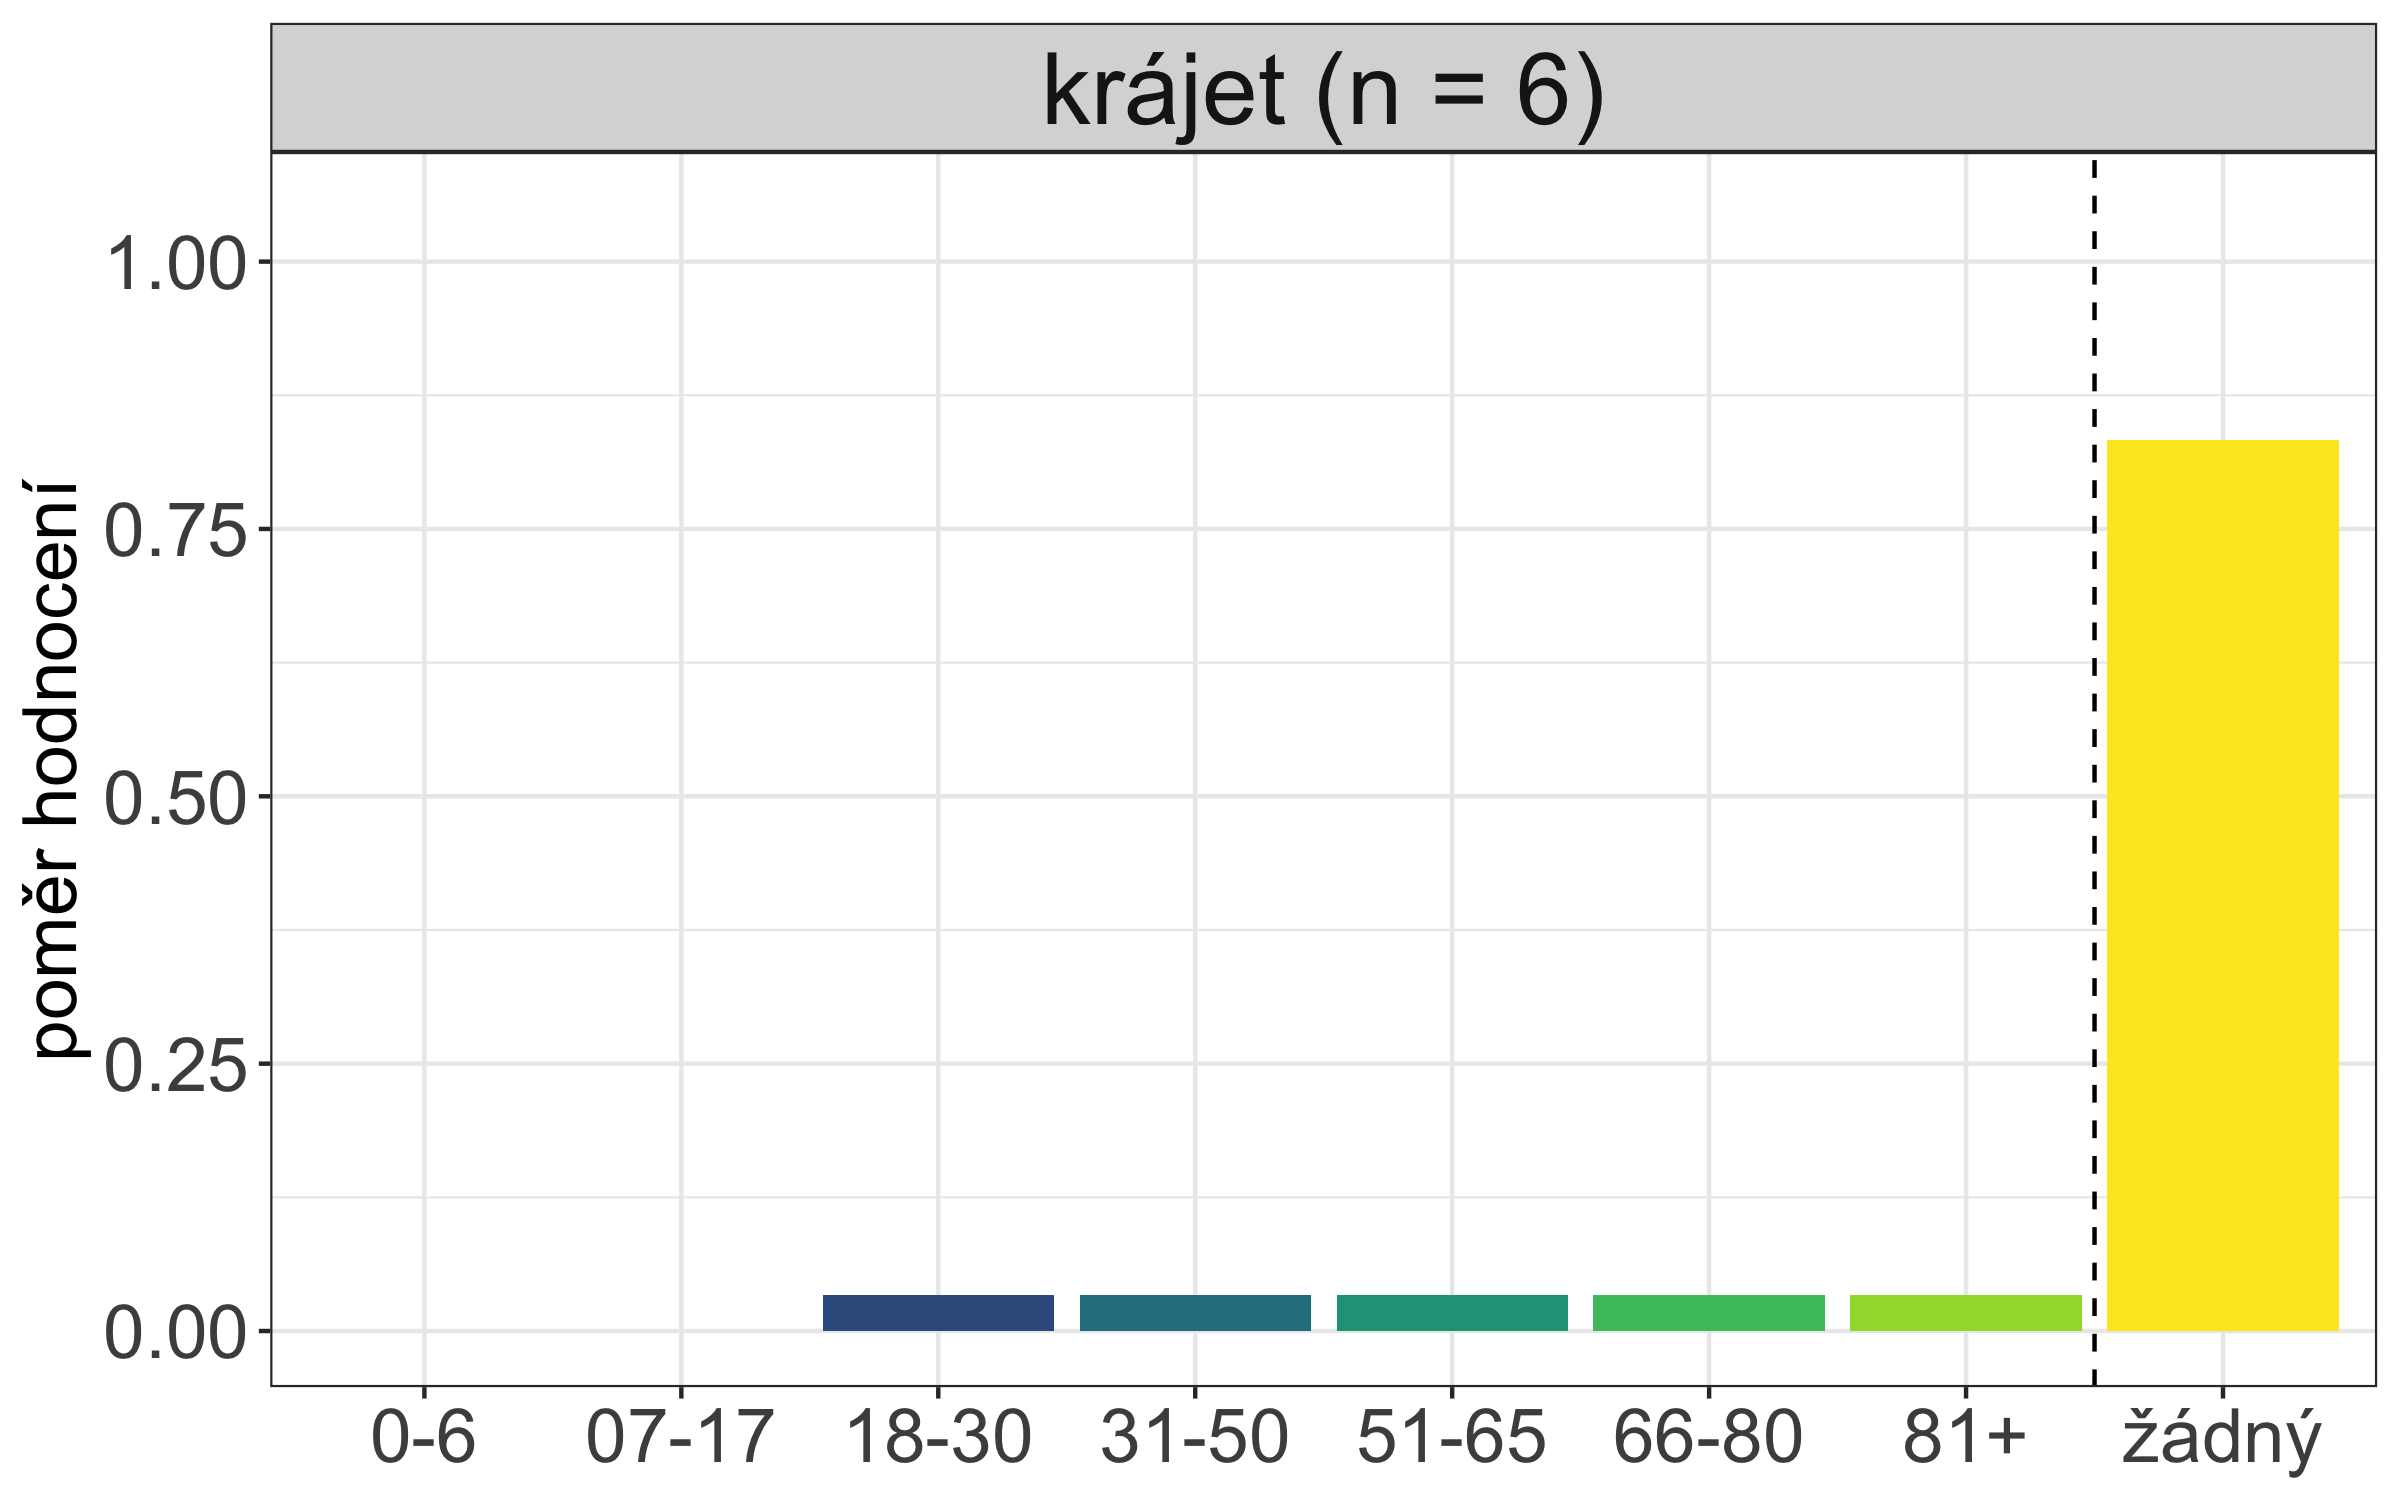 krájet (n = 6)
poměr hodnocení
1.00
0.75
0.50
0.25
0.00
0-6 07-17 18-30 31-50 51-65 66-80 81+ žádný